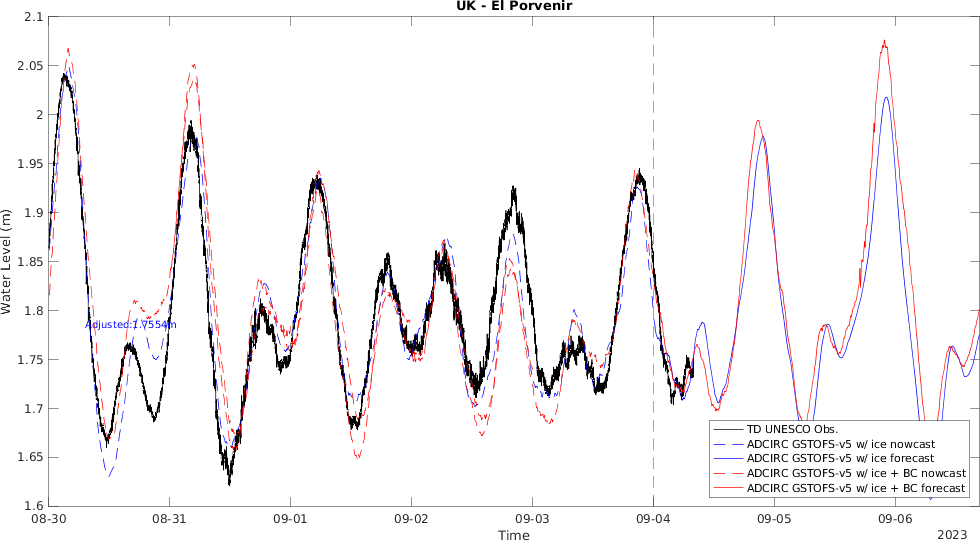 UK - El Porvenir
2.1
2.05
2
1.95
1.9
1.85
1.8
1.75
1.7
1.65
1.6
Water Level (m)
Adjusted:1.7554m
TD UNESCO Obs.
ADCIRC GSTOFS-v5 w/ ice nowcast
ADCIRC GSTOFS-v5 w/ ice forecast
ADCIRC GSTOFS-v5 w/ ice + BC nowcast
ADCIRC GSTOFS-v5 w/ ice + BC forecast
08-30 08-31 09-01 09-02 09-03 09-04 09-05 09-06
Time
2023